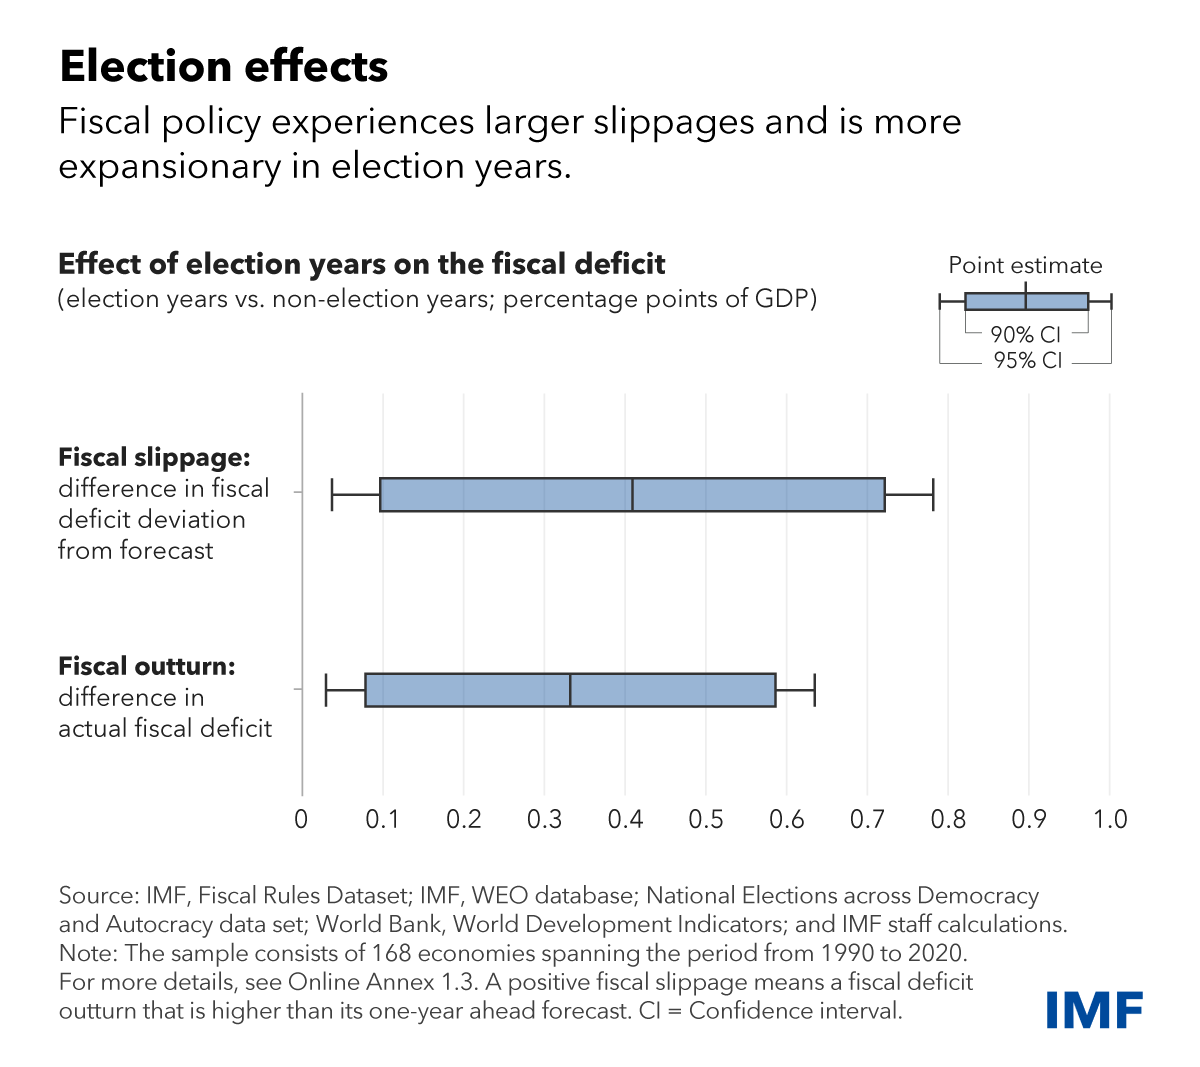 Election effects
Fiscal policy experiences larger slippages and is more
expansionary in election years.
Effect of election years on the fiscal deficit
(election years vs. non-election years; percentage points of GDP)
Point estimate
90% CI
95% CI
Fiscal slippage:
difference in fiscal
deficit deviation
from forecast
Fiscal outturn:
difference in
actual fiscal deficit
0 0.1 0.2 0.3 0.4 0.5 0.6 0.7 0.8 0.9 1.0
Source: IMF, Fiscal Rules Dataset; IMF, WEO database; National Elections across Democracy
and Autocracy data set; World Bank, World Development Indicators; and IMF staff calculations.
Note: The sample consists of 168 economies spanning the period from 1990 to 2020.
For more details, see Online Annex 1.3. A positive fiscal slippage means a fiscal deficit
outturn that is higher than its one-year ahead forecast. CI = Confidence interval.
IMF